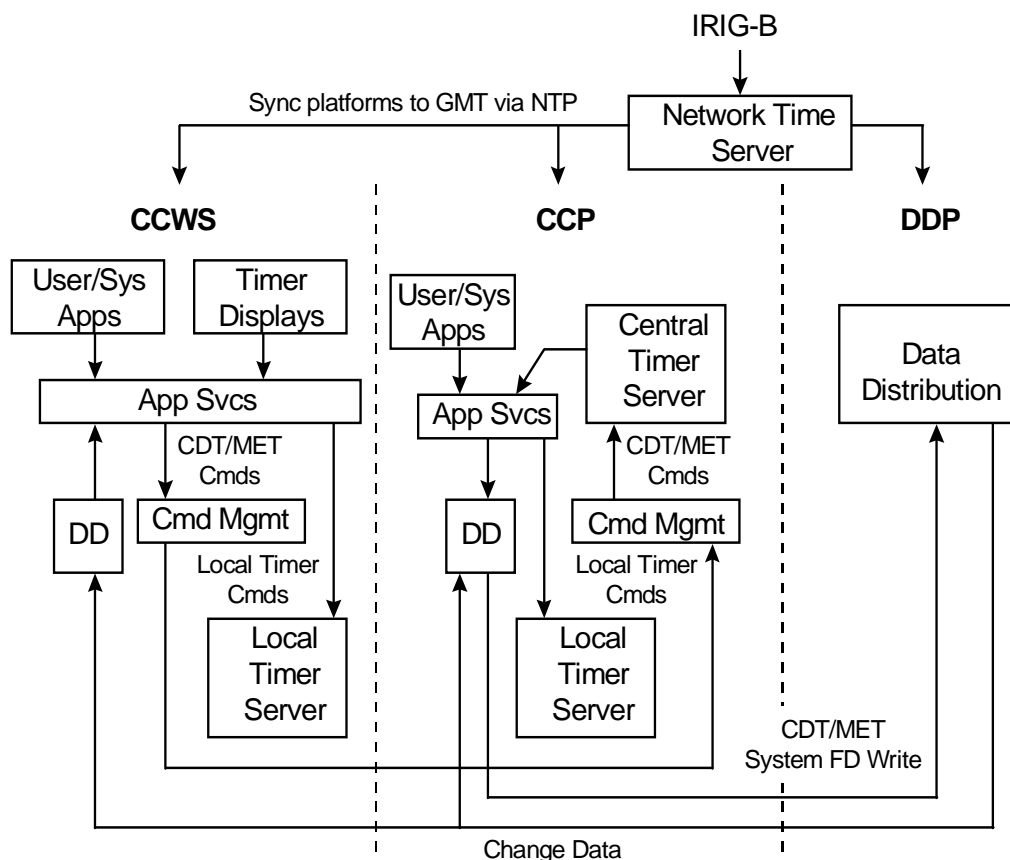 IRIG-B
Sync platforms to GMT via NTP
Network Time
Server
CCWS
CCP
DDP
User/Sys
Apps
Timer
Displays
User/Sys
Apps
Central
Timer
Server
Data
Distribution
App Svcs
App Svcs
CDT/MET
Cmds
CDT/MET
Cmds
DD
Cmd Mgmt
DD
Cmd Mgmt
Local Timer
Cmds
Local Timer
Cmds
Local
Timer
Server
Local
Timer
Server
CDT/MET
System FD Write
Change Data